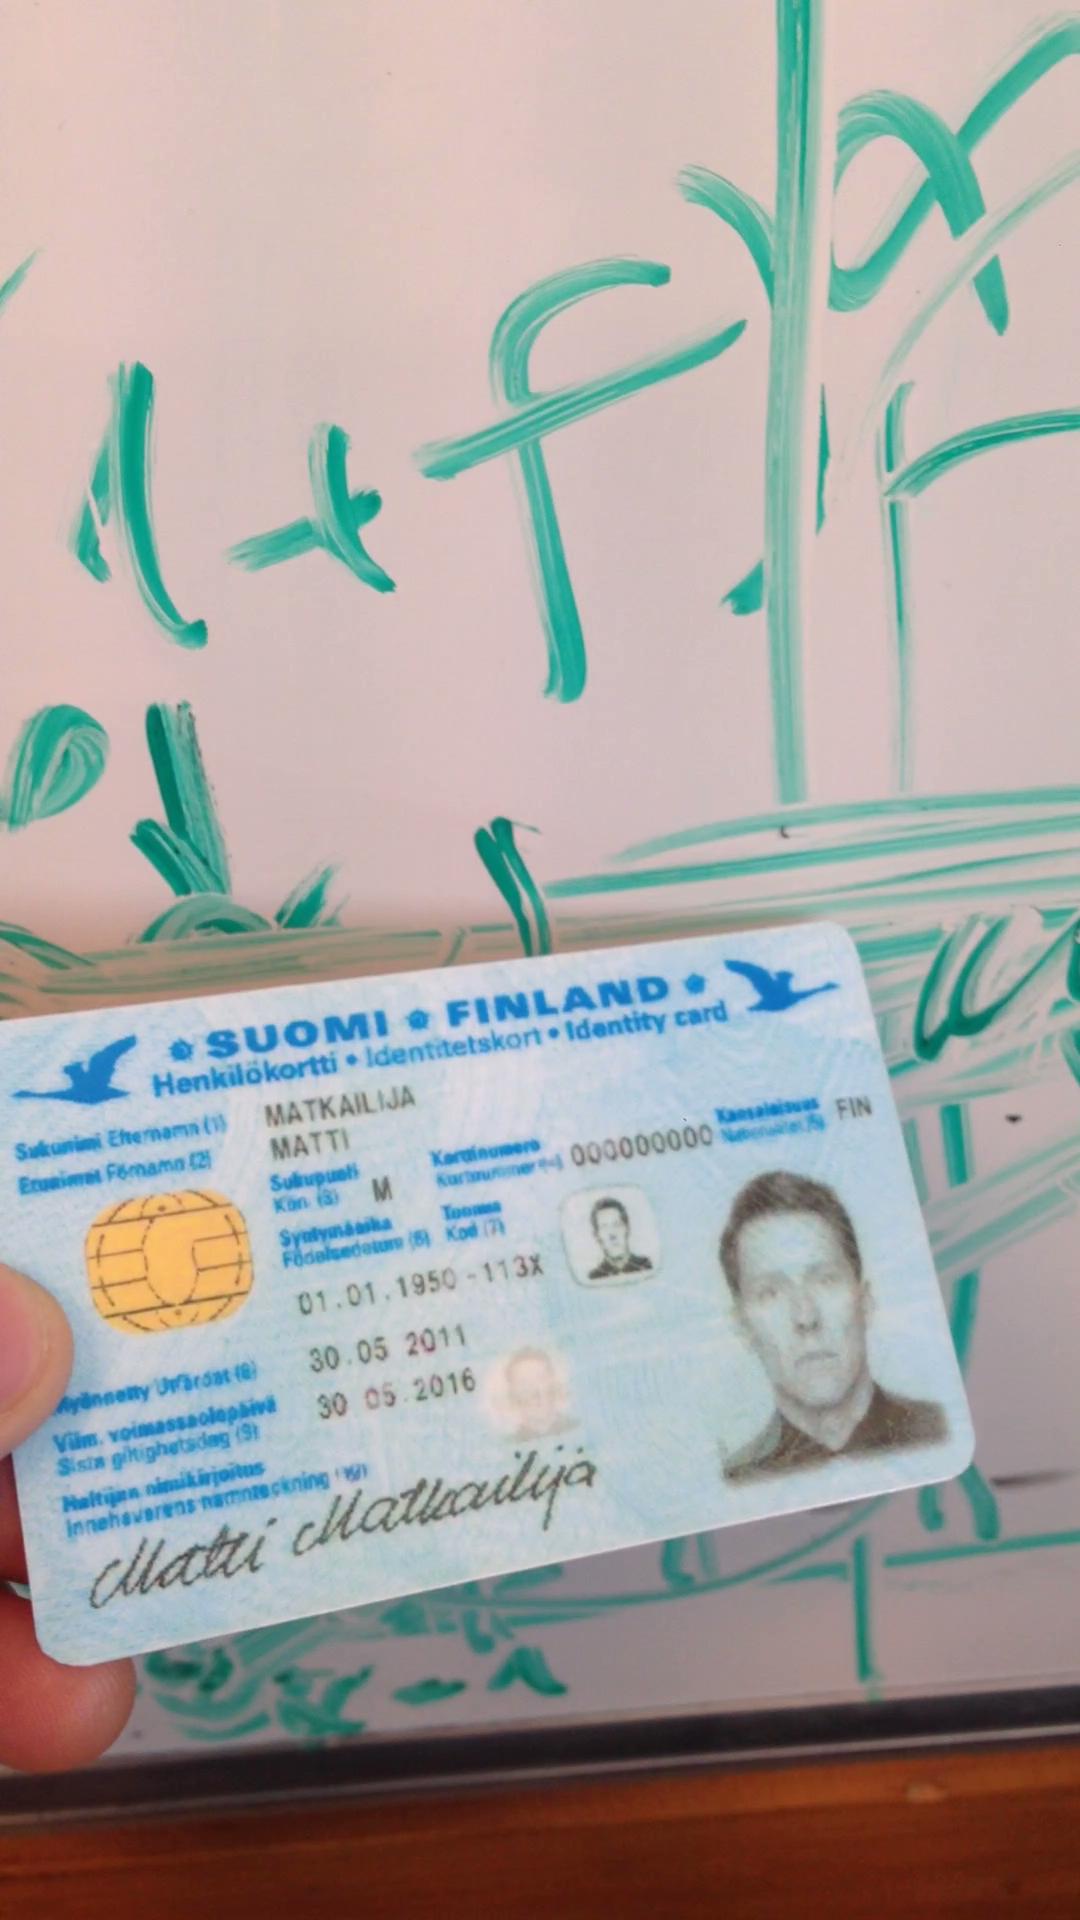 1 + f
SUOMI FINLAND
Henkilökortti • Identitetskort • Identity card
Sukunimi Efternamn (1) MATKAILIJA
Etunimet Förnamn (2) MATTI
Sukupuoli Korttinumero Kansalaisuus
Kön (3) M Kortnummer (4) 000000000 Nationalitet (5) FIN
Syntymäaika Tunnus
Födelsedatum (6) Kod (7)
01.01.1950 -113X
Myönnetty Utfärdat (8) 30.05 2011
Viim. voimassaolopäivä 30 05.2016
Sista giltighetsdag (9)
Haltijan nimikirjoitus
Innehavarens namnteckning (10)
Matti Matkailija